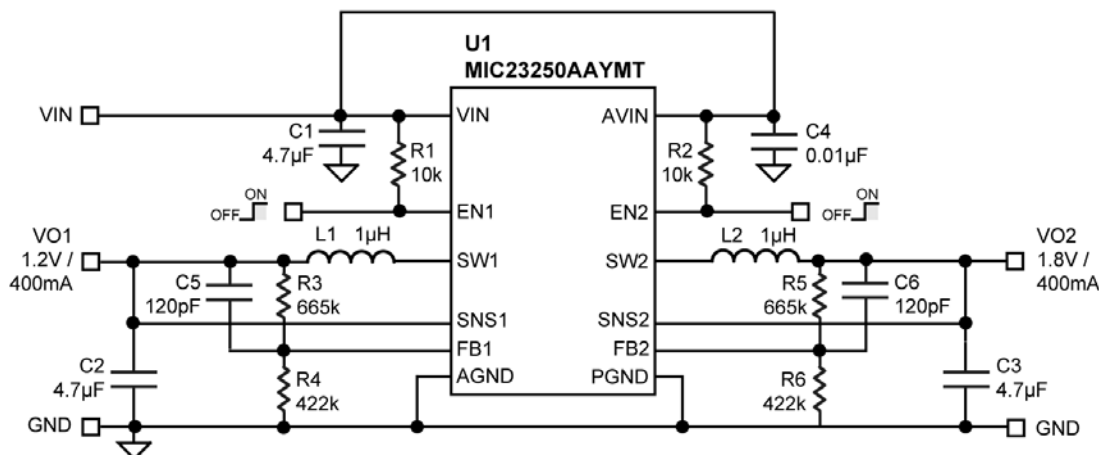 U1
MIC23250AAYMT
VIN
VIN
AVIN
C1
4.7µF
R1
10k
R2
10k
C4
0.01µF
ON
OFF
EN1
EN2
ON
OFF
VO1
1.2V /
400mA
L1 1µH
SW1
SW2
L2 1µH
VO2
1.8V /
400mA
C5
120pF
R3
665k
R5
665k
C6
120pF
SNS1
SNS2
FB1
FB2
C2
4.7µF
R4
422k
AGND
PGND
R6
422k
C3
4.7µF
GND
GND